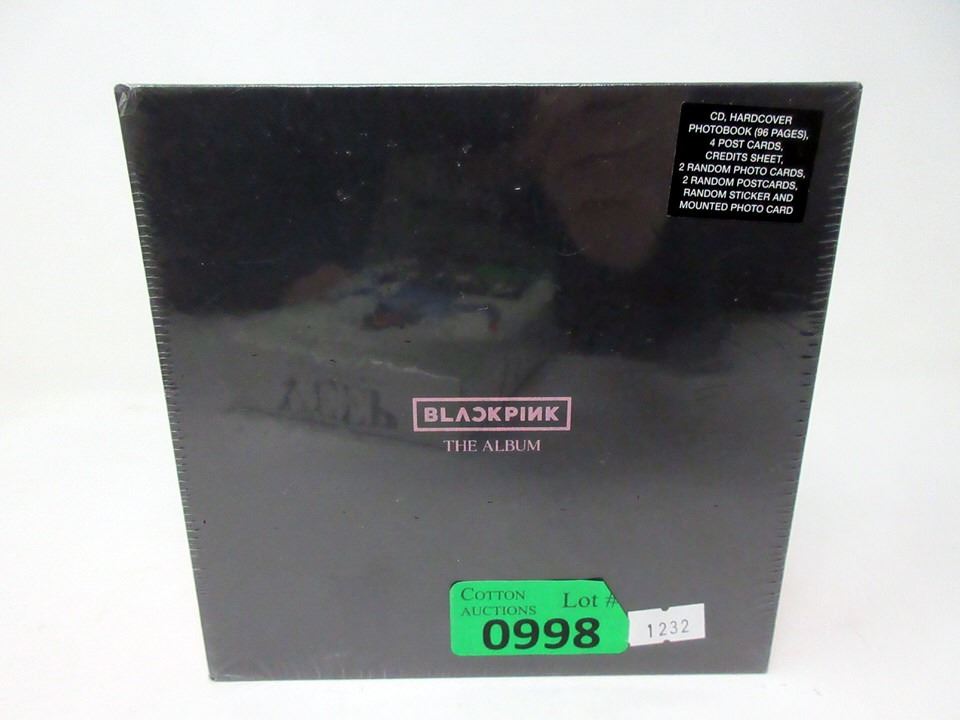 CD, HARDCOVER
PHOTOBOOK (96 PAGES),
4 POST CARDS,
CREDITS SHEET,
2 RANDOM PHOTO CARDS,
2 RANDOM POSTCARDS,
RANDOM STICKER AND
MOUNTED PHOTO CARD
BLACKPINK
THE ALBUM
COTTON
AUCTIONS
Lot #
0998
1232